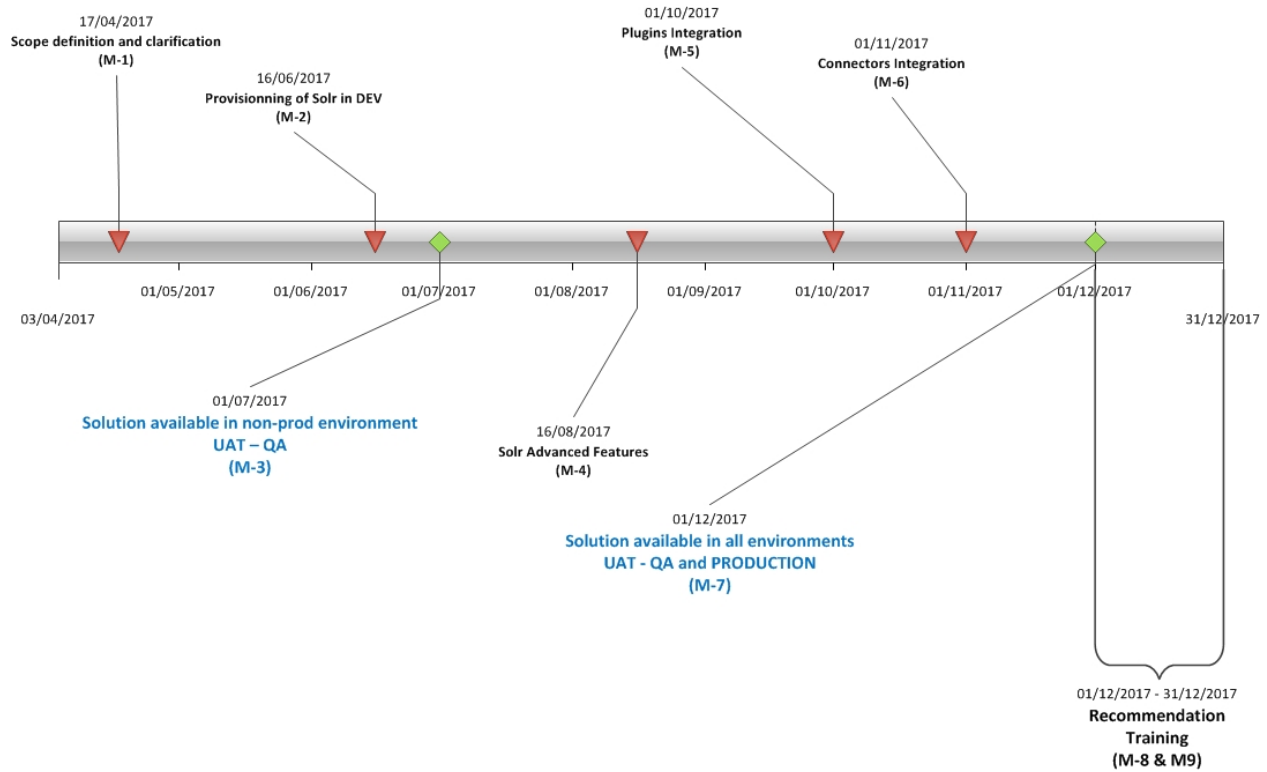 17/04/2017
Scope definition and clarification
(M-1)
16/06/2017
Provisionning of Solr in DEV
(M-2)
01/10/2017
Plugins Integration
(M-5)
01/11/2017
Connectors Integration
(M-6)
01/05/2017
01/06/2017
01/07/2017
01/08/2017
01/09/2017
01/10/2017
01/11/2017
01/12/2017
03/04/2017
31/12/2017
01/07/2017
Solution available in non-prod environment
UAT – QA
(M-3)
16/08/2017
Solr Advanced Features
(M-4)
01/12/2017
Solution available in all environments
UAT - QA and PRODUCTION
(M-7)
01/12/2017 - 31/12/2017
Recommendation
Training
(M-8 & M9)